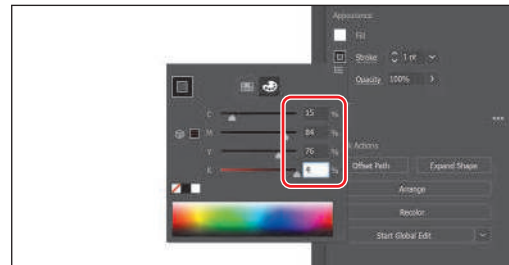 Appearance
Fill
Stroke 1 pt
Opacity 100%
C 15 %
M 84 %
Y 76 %
K 4 %
Actions
Offset Path Expand Shape
Arrange
Recolor
Start Global Edit